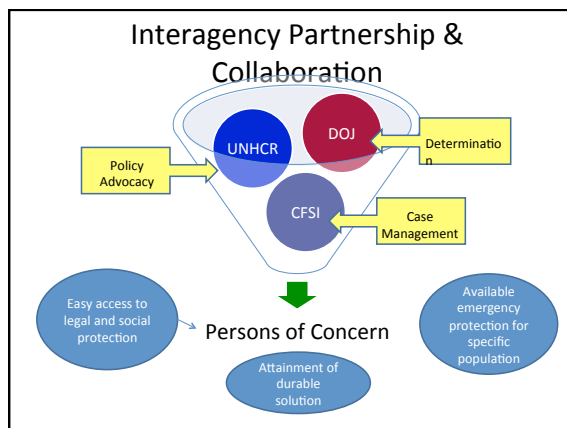 Interagency Partnership &
Collaboration
UNHCR
DOJ
Determinatio
n
Policy
Advocacy
CFSI
Case
Management
Easy access to
legal and social
protection
Persons of Concern
Available
emergency
protection for
specific
population
Attainment of
durable
solution